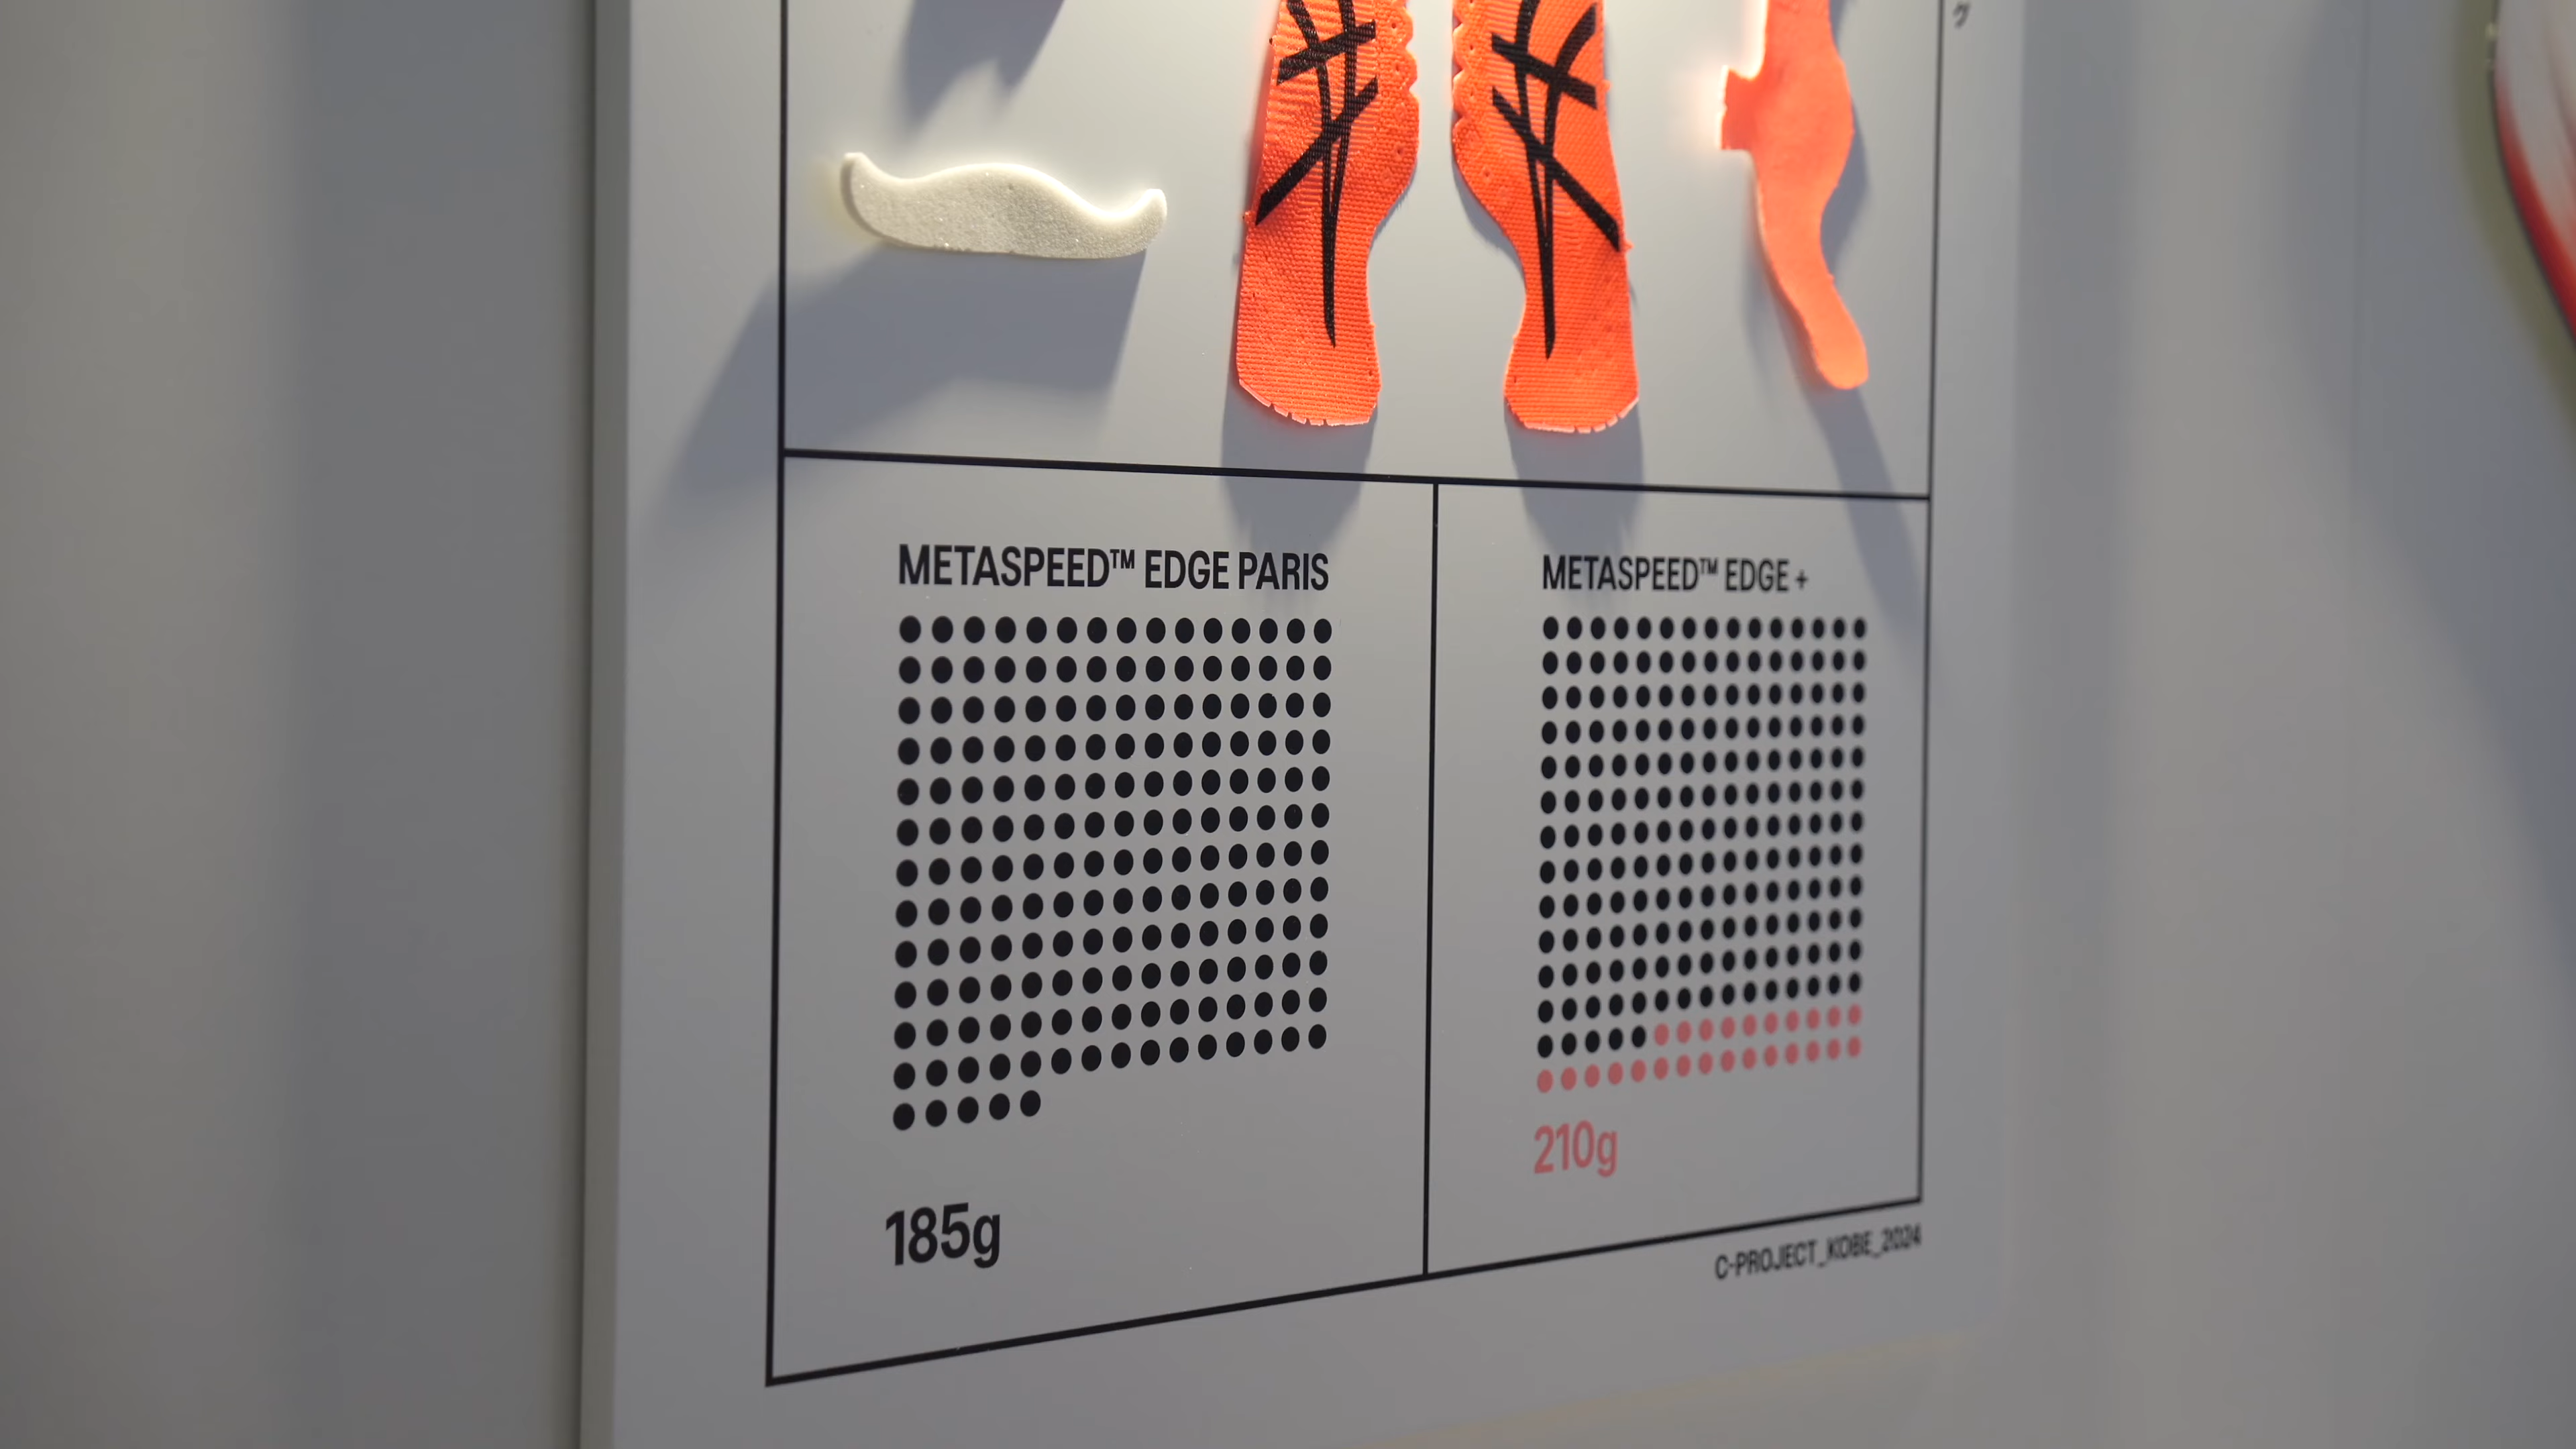 METASPEED™ EDGE PARIS
185g
METASPEED™ EDGE +
210g
C-PROJECT_KOBE_2024